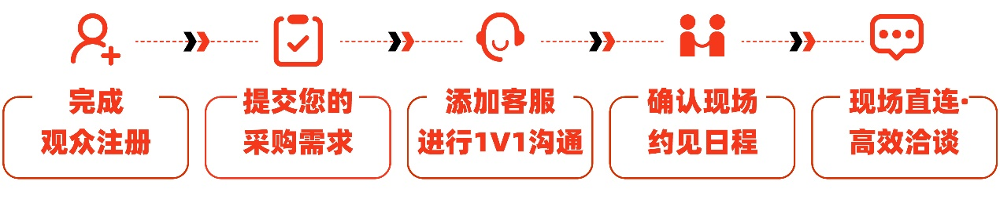 完成
观众注册
提交您的
采购需求
添加客服
进行1V1沟通
确认现场
约见日程
现场直连·
高效洽谈